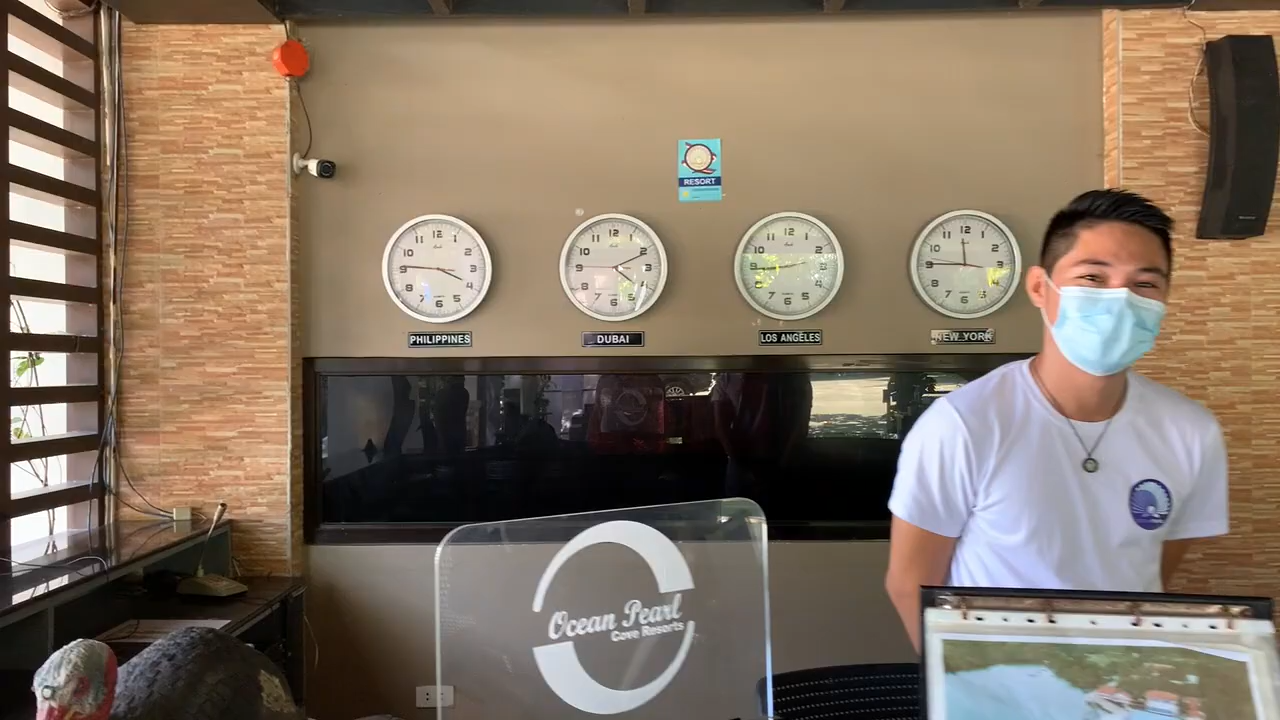 RESORT
PHILIPPINES
DUBAI
LOS ANGELES
NEW YORK
Ocean Pearl
Cove Resorts